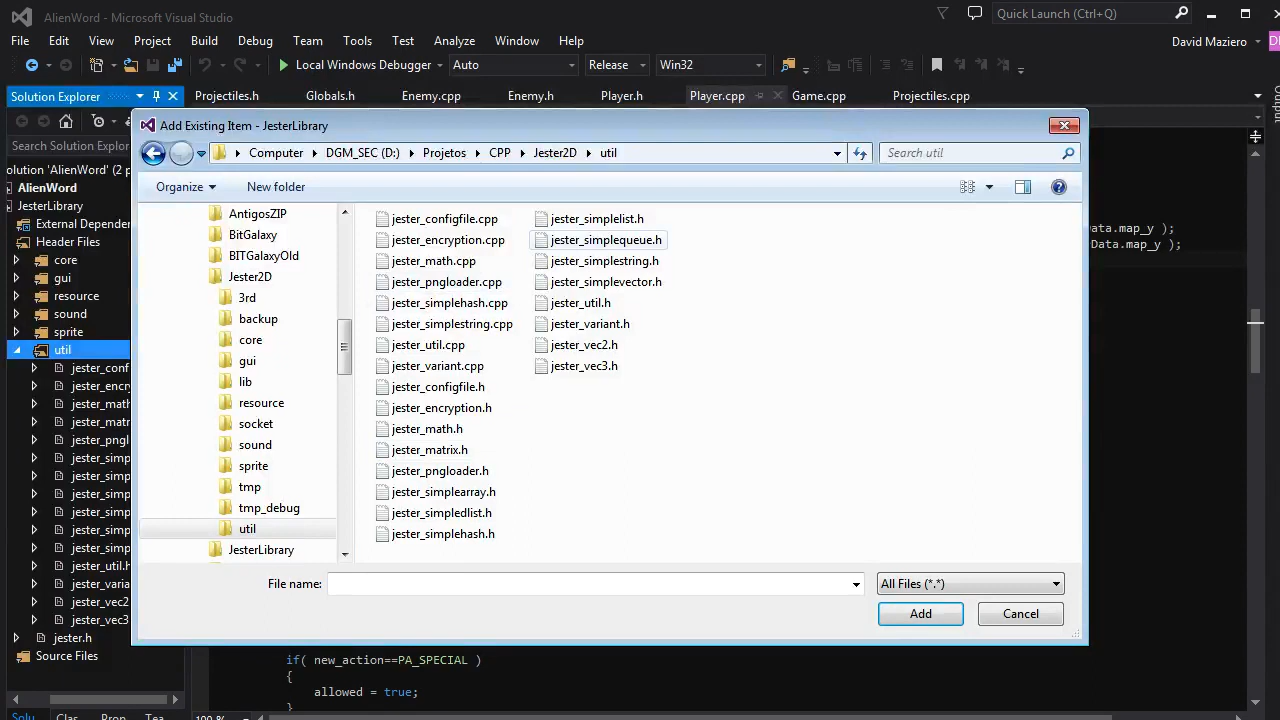 AlienWord - Microsoft Visual Studio
Quick Launch (Ctrl+Q)
File Edit View Project Build Debug Team Tools Test Analyze Window Help
David Maziero
Local Windows Debugger Auto Release Win32
Solution Explorer
Projectiles.h Globals.h Enemy.cpp Enemy.h Player.h Player.cpp Game.cpp Projectiles.cpp
Search Solution Explor
olution 'AlienWord' (2 p
AlienWord
JesterLibrary
External Depender
Header Files
core
gui
resource
sound
sprite
util
jester_conf
jester_enc
jester_math
jester_matr
jester_png
jester_sim
jester_simp
jester_simp
jester_simp
jester_simp
jester_simp
jester_util.h
jester_varia
jester_vec2
jester_vec3
jester.h
Source Files
Solu Clas Prop Tea
Add Existing Item - JesterLibrary
Computer DGM_SEC (D:) Projetos CPP Jester2D util
Search util
Organize New folder
AntigosZIP
BitGalaxy
BITGalaxyOld
Jester2D
3rd
backup
core
gui
lib
resource
socket
sound
sprite
tmp
tmp_debug
util
JesterLibrary
jester_configfile.cpp
jester_encryption.cpp
jester_math.cpp
jester_pngloader.cpp
jester_simplehash.cpp
jester_simplestring.cpp
jester_util.cpp
jester_variant.cpp
jester_configfile.h
jester_encryption.h
jester_math.h
jester_matrix.h
jester_pngloader.h
jester_simplearray.h
jester_simpledlist.h
jester_simplehash.h
jester_simplelist.h
jester_simplequeue.h
jester_simplestring.h
jester_simplevector.h
jester_util.h
jester_variant.h
jester_vec2.h
jester_vec3.h
File name:
All Files (*.*)
Add Cancel
Data.map_y );
Data.map_y );
if( new_action==PA_SPECIAL )
{
allowed = true;
}
100 %